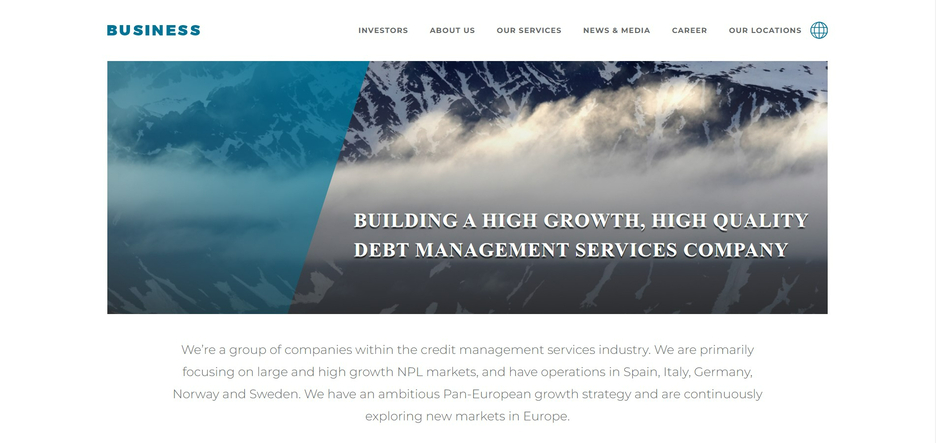 BUSINESS
INVESTORS ABOUT US OUR SERVICES NEWS & MEDIA CAREER OUR LOCATIONS
BUILDING A HIGH GROWTH, HIGH QUALITY
DEBT MANAGEMENT SERVICES COMPANY
We’re a group of companies within the credit management services industry. We are primarily
focusing on large and high growth NPL markets, and have operations in Spain, Italy, Germany,
Norway and Sweden. We have an ambitious Pan-European growth strategy and are continuously
exploring new markets in Europe.